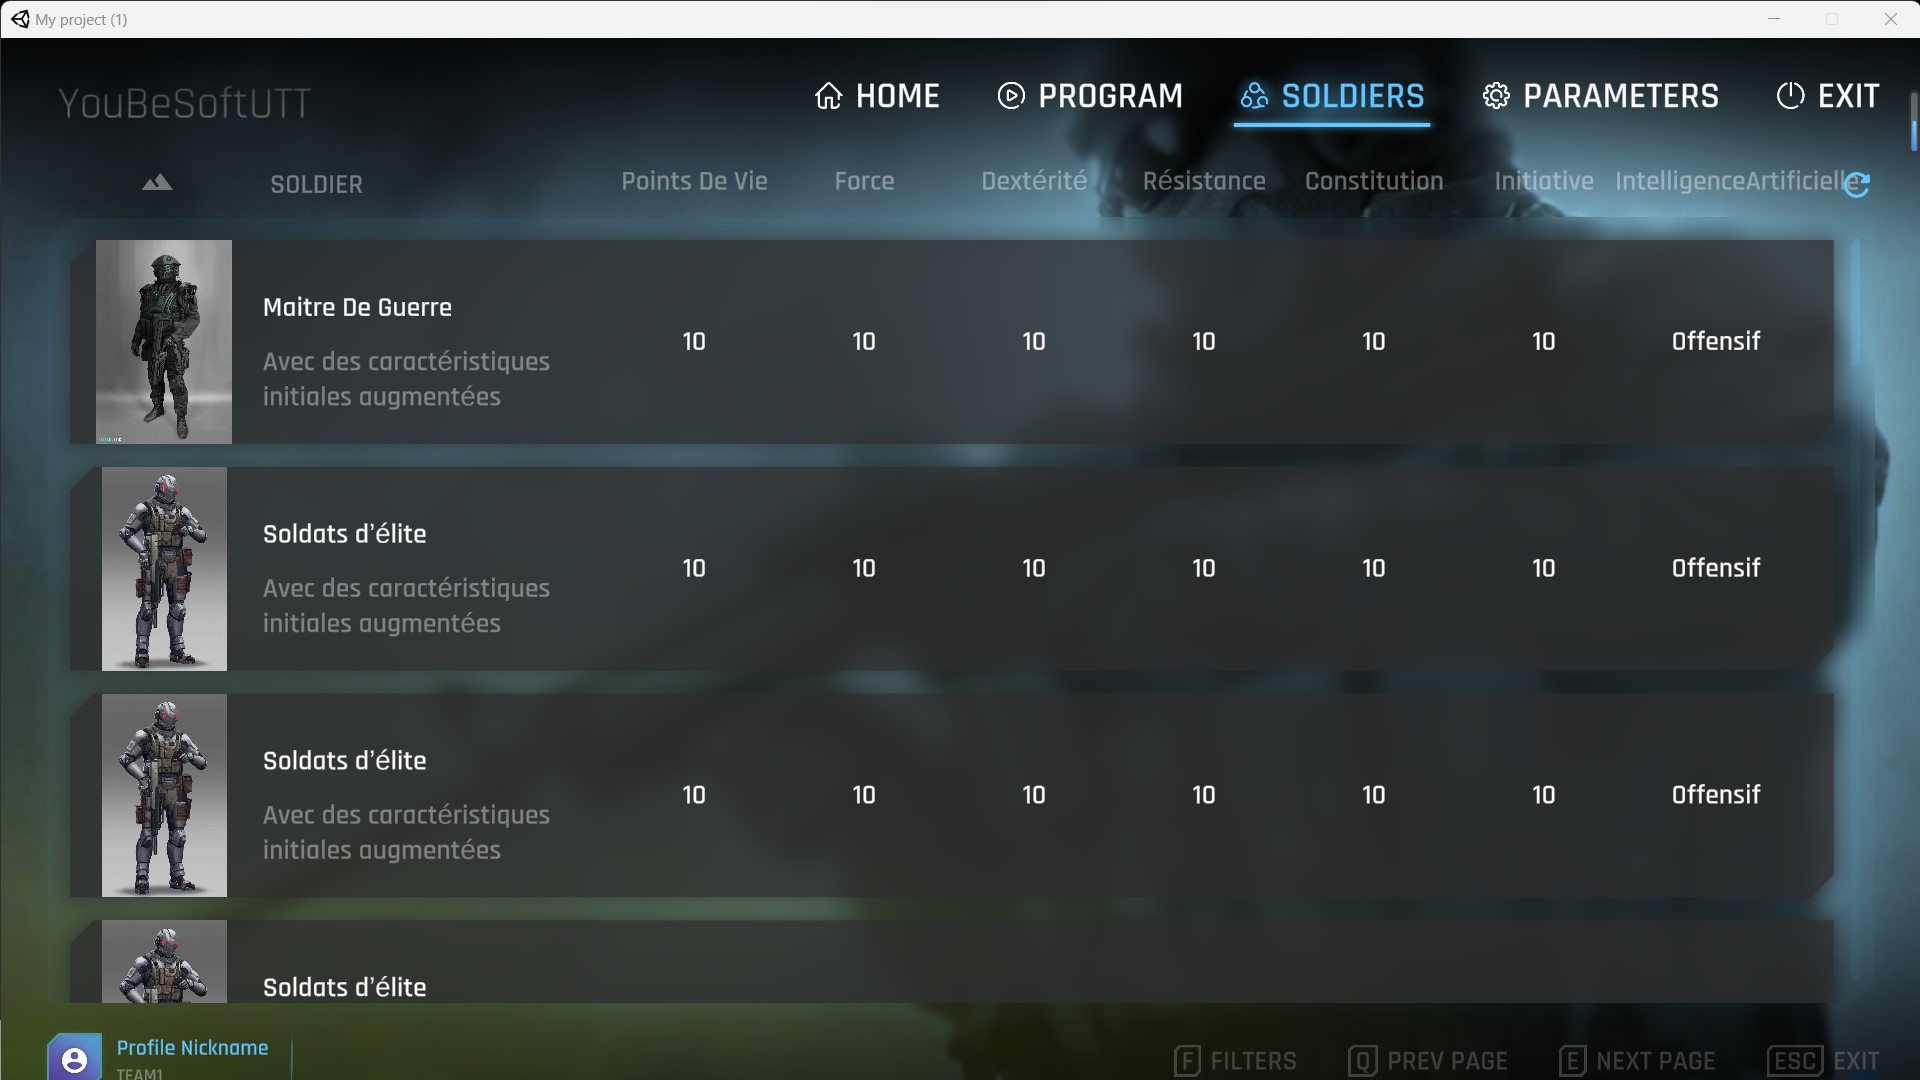 My project (1)
YouBeSoftUTT
HOME
PROGRAM
SOLDIERS
PARAMETERS
EXIT
SOLDIER
Points De Vie
Force
Dextérité
Résistance
Constitution
Initiative
IntelligenceArtificielle
Maitre De Guerre
Avec des caractéristiques
initiales augmentées
10
10
10
10
10
10
Offensif
Soldats d'élite
Avec des caractéristiques
initiales augmentées
10
10
10
10
10
10
Offensif
Soldats d'élite
Avec des caractéristiques
initiales augmentées
10
10
10
10
10
10
Offensif
Soldats d'élite
Profile Nickname
TEAM1
F FILTERS
Q PREV PAGE
E NEXT PAGE
ESC EXIT